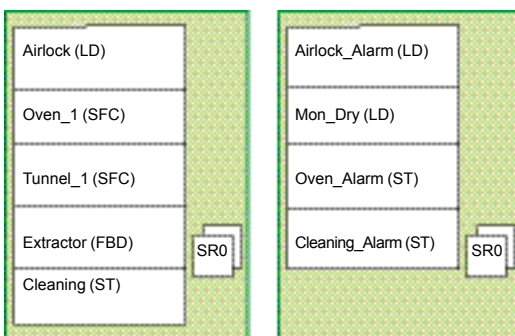 Airlock (LD)
Oven_1 (SFC)
Tunnel_1 (SFC)
Extractor (FBD)
SR0
Cleaning (ST)
Airlock_Alarm (LD)
Mon_Dry (LD)
Oven_Alarm (ST)
Cleaning_Alarm (ST)
SR0